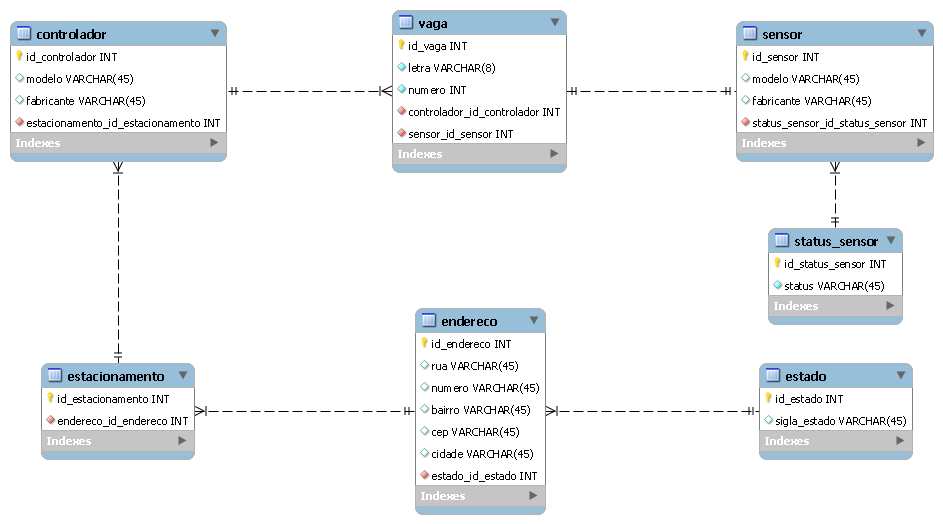 controlador
id_controlador INT
modelo VARCHAR(45)
fabricante VARCHAR(45)
estacionamento_id_estacionamento INT
Indexes
vaga
id_vaga INT
letra VARCHAR(8)
numero INT
controlador_id_controlador INT
sensor_id_sensor INT
Indexes
sensor
id_sensor INT
modelo VARCHAR(45)
fabricante VARCHAR(45)
status_sensor_id_status_sensor INT
Indexes
status_sensor
id_status_sensor INT
status VARCHAR(45)
Indexes
estacionamento
id_estacionamento INT
endereco_id_endereco INT
Indexes
endereco
id_endereco INT
rua VARCHAR(45)
numero VARCHAR(45)
bairro VARCHAR(45)
cep VARCHAR(45)
cidade VARCHAR(45)
estado_id_estado INT
Indexes
estado
id_estado INT
sigla_estado VARCHAR(45)
Indexes